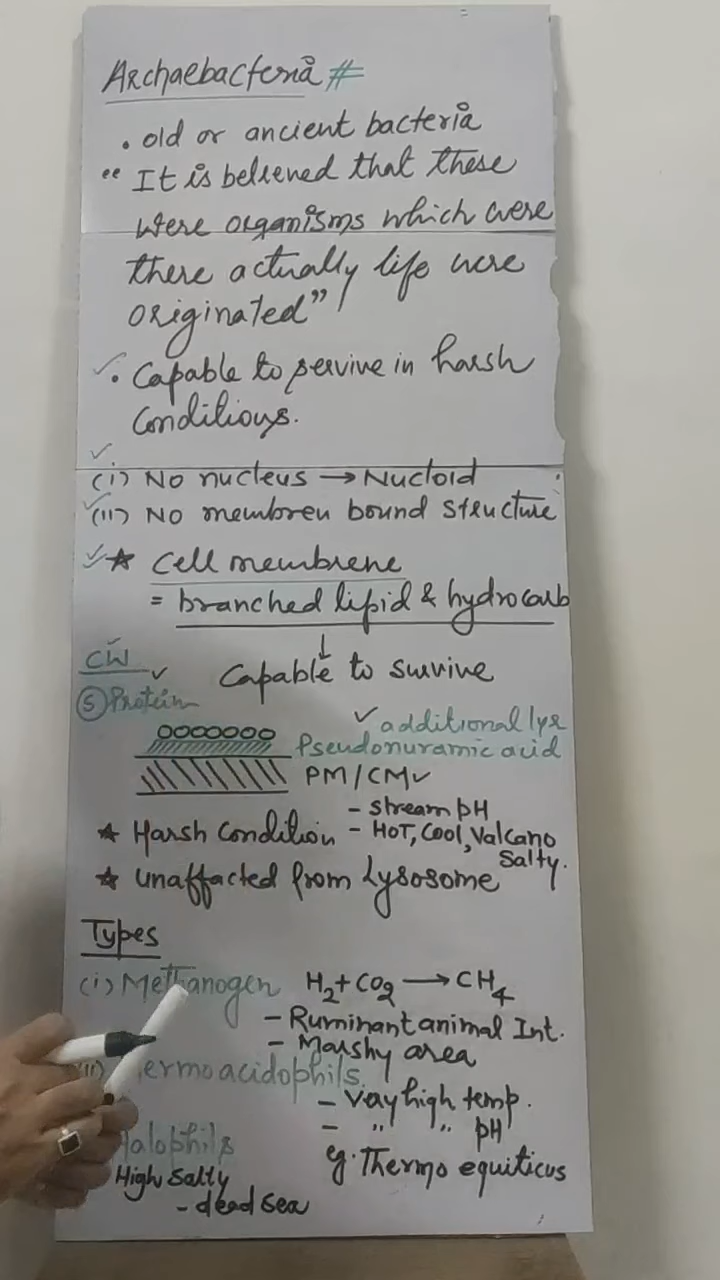 Archaebacteria #
. old or ancient bacteria
“ It is believed that these
were organisms which were
there actually life were
originated”
. Capable to servive in harsh
Conditions.
(i) No nucleus → Nucloid
(ii) No membren bound structure
★ cell membrene
= branched lipid & hydrocarb
↓
Capable to survive
CW
(S) Protein
additional lyr
Pseudonuramic acid
PM/CM
- stream pH
★ Harsh Condition - HOT, Cool, Valcano
Salty.
★ unaffacted from Lysosome
Types
(i) Methanogen H2 + CO2 → CH4
- Ruminant animal Int.
- Marshy area
ermoacidophils
- Very high temp.
- " " pH
eg. Thermo equiticus
alophils
High Salty
- dead sea